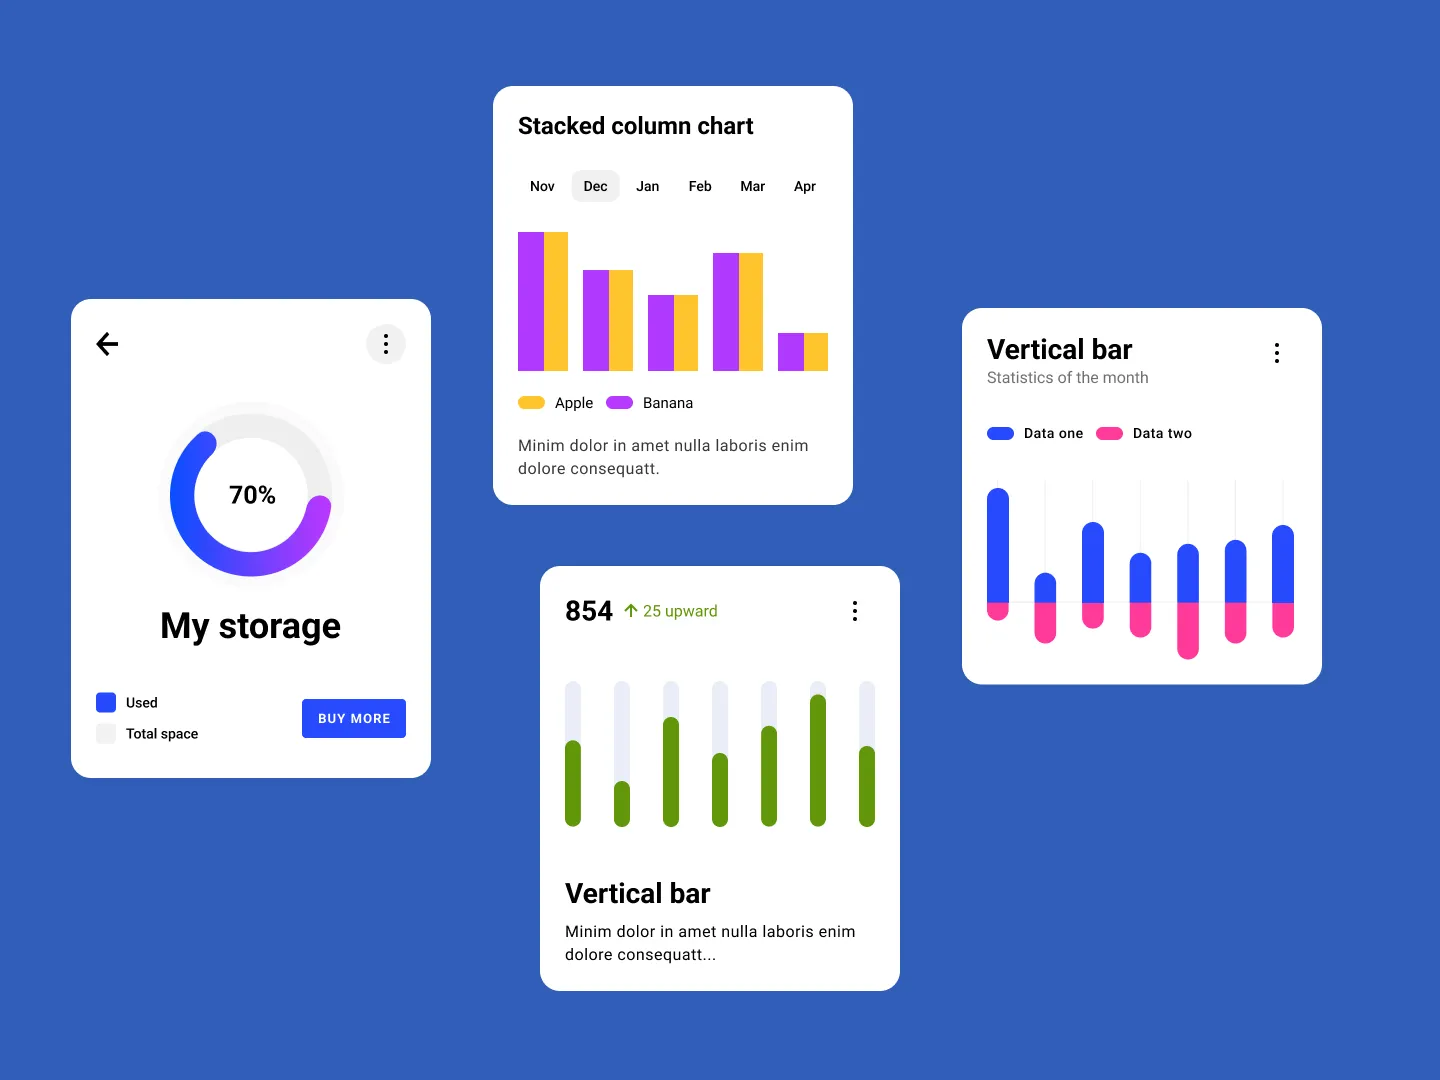 Stacked column chart
Nov Dec Jan Feb Mar Apr
Apple Banana
Minim dolor in amet nulla laboris enim
dolore consequatt.
70%
My storage
Used
Total space
BUY MORE
854 25 upward
Vertical bar
Minim dolor in amet nulla laboris enim
dolore consequatt...
Vertical bar
Statistics of the month
Data one Data two